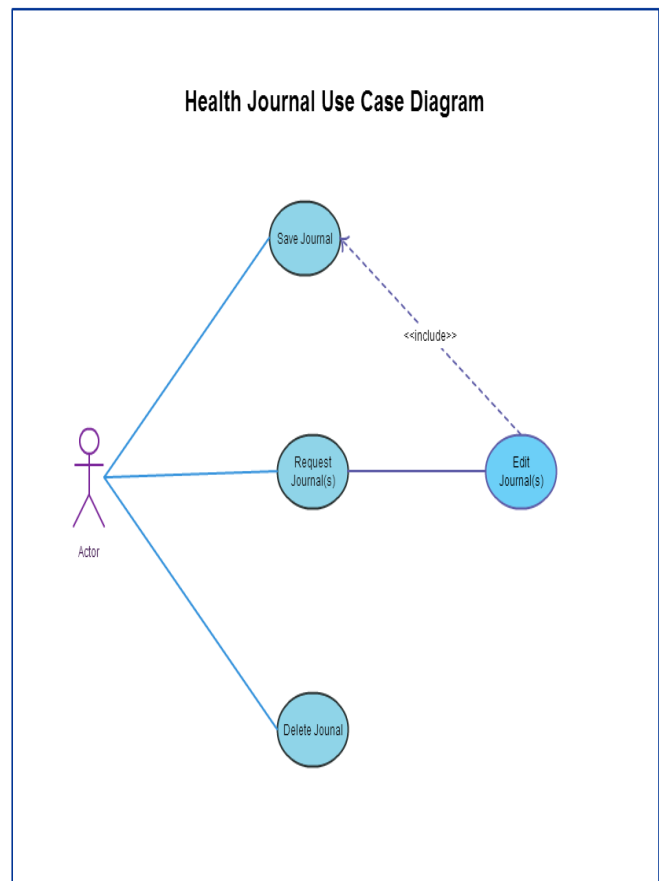 Health Journal Use Case Diagram
Save Journal
<<include>>
Request
Journal(s)
Edit
Journal(s)
Actor
Delete Jounal